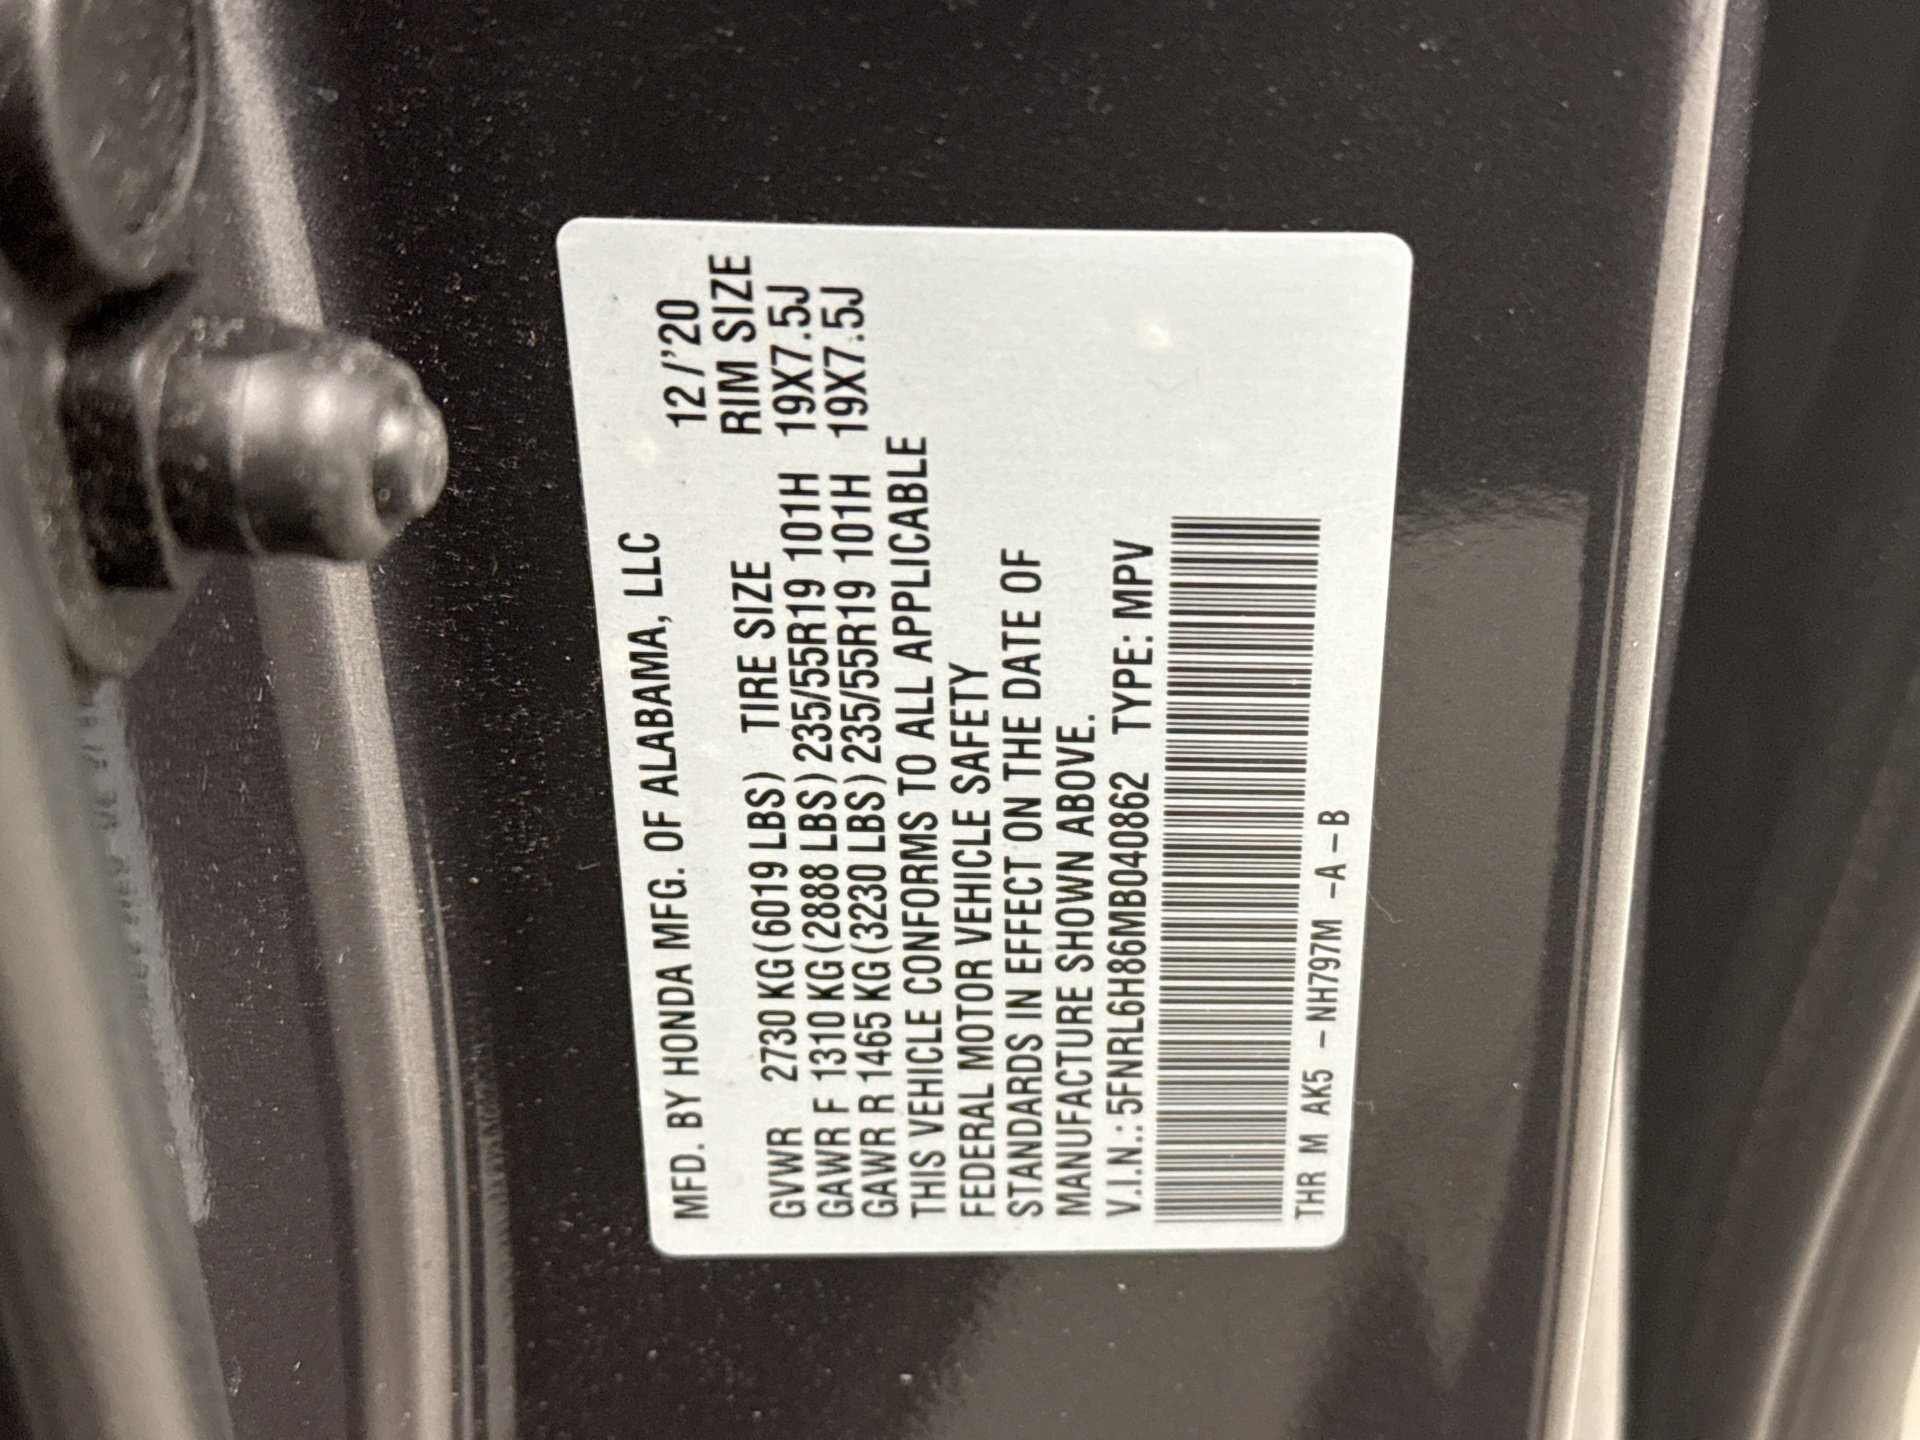 MFD. BY HONDA MFG. OF ALABAMA, LLC
12/'20
GVWR 2730 KG(6019 LBS) TIRE SIZE RIM SIZE
GAWR F 1310 KG(2888 LBS) 235/55R19 101H 19X7.5J
GAWR R 1465 KG(3230 LBS) 235/55R19 101H 19X7.5J
THIS VEHICLE CONFORMS TO ALL APPLICABLE
FEDERAL MOTOR VEHICLE SAFETY
STANDARDS IN EFFECT ON THE DATE OF
MANUFACTURE SHOWN ABOVE.
V.I.N.:5FNRL6H86MB040862 TYPE: MPV
THR M AK5 -NH797M -A-B